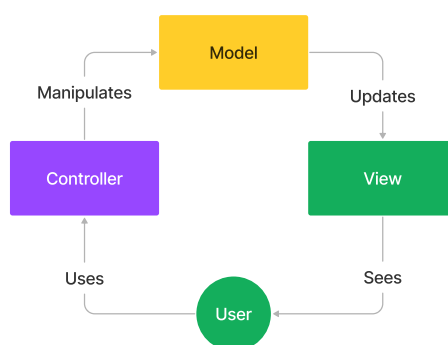 Model
Manipulates
Updates
Controller
View
Uses
Sees
User